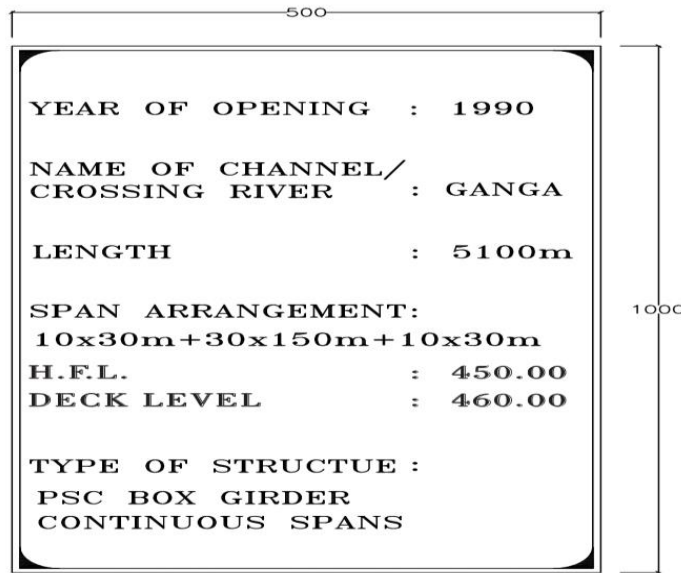 500
YEAR OF OPENING : 1990
NAME OF CHANNEL/
CROSSING RIVER : GANGA
LENGTH : 5100m
SPAN ARRANGEMENT:
1000
10x30m+30x150m+10x30m
H.F.L. : 450.00
DECK LEVEL : 460.00
TYPE OF STRUCTUE :
PSC BOX GIRDER
CONTINUOUS SPANS